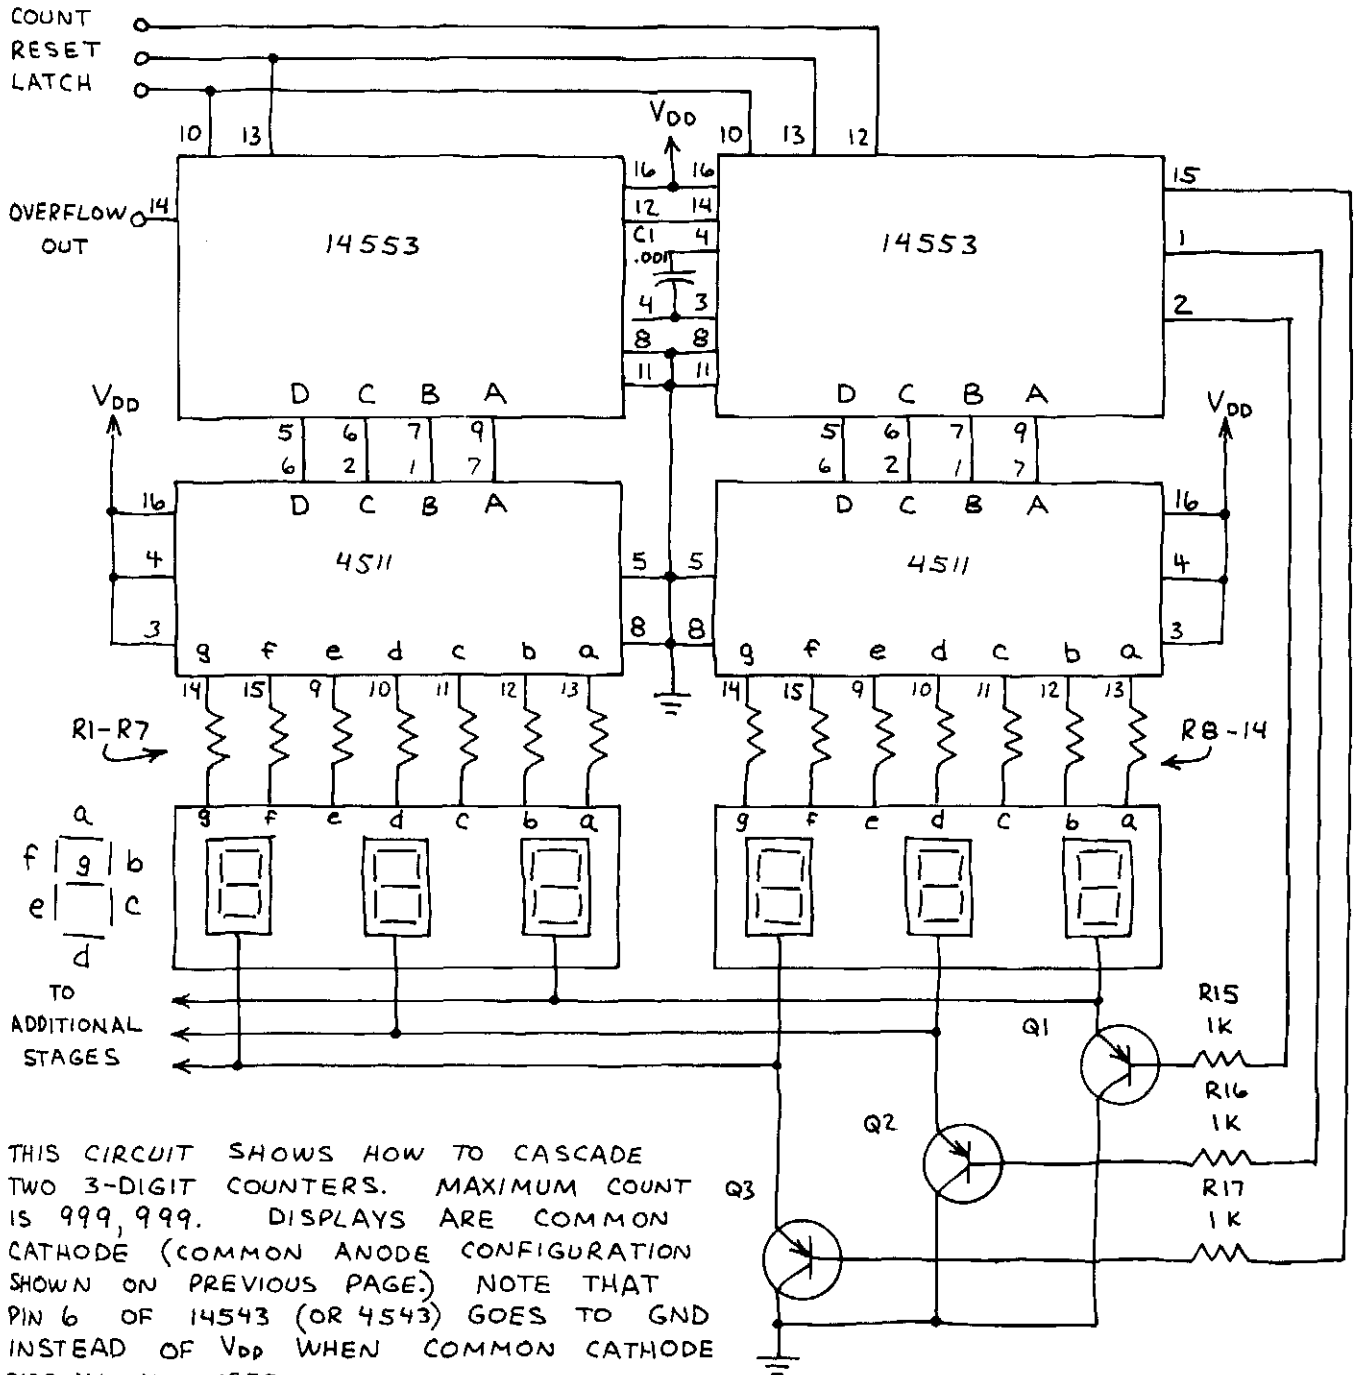 COUNT
RESET
LATCH
10
13
VDD
10
13
12
OVERFLOW
OUT
14
14553
16
16
12
14
C1
.001
4
4
3
8
8
11
11
14553
15
1
2
D C B A
5 6 7 9
6 2 1 7
D C B A
5 6 7 9
6 2 1 7
VDD
VDD
16
4
3
D C B A
4511
5
8
5
8
D C B A
4511
16
4
3
g f e d c b a
14 15 9 10 11 12 13
g f e d c b a
14 15 9 10 11 12 13
R1-R7
R8-14
g f e d c b a
g f e d c b a
a
f g b
e c
d
TO
ADDITIONAL
STAGES
Q1
R15
1K
Q2
R16
1K
Q3
R17
1K
THIS CIRCUIT SHOWS HOW TO CASCADE
TWO 3-DIGIT COUNTERS. MAXIMUM COUNT
IS 999,999. DISPLAYS ARE COMMON
CATHODE (COMMON ANODE CONFIGURATION
SHOWN ON PREVIOUS PAGE.) NOTE THAT
PIN 6 OF 14543 (OR 4543) GOES TO GND
INSTEAD OF VDD WHEN COMMON CATHODE